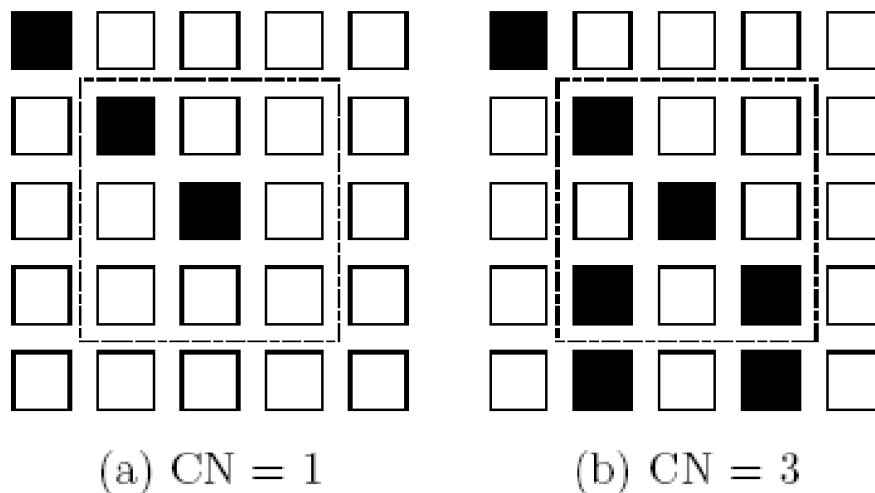 (a) CN = 1
(b) CN = 3